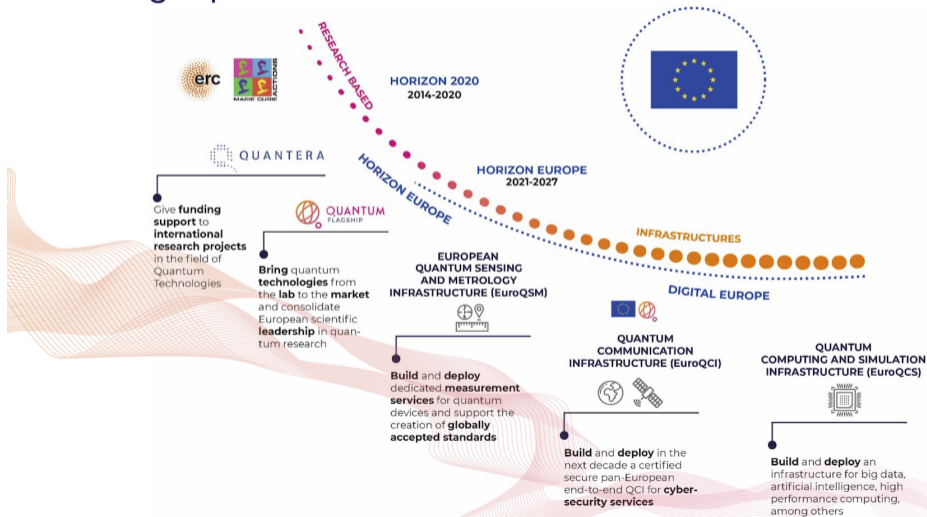 RESEARCH BASED
erc
MARIE CURIE
ACTIONS
HORIZON 2020
2014-2020
QUANTERA
HORIZON EUROPE
HORIZON EUROPE
2021-2027
Give funding
support to
international
research projects
in the field of
Quantum
Technologies
QUANTUM
FLAGSHIP
INFRASTRUCTURES
DIGITAL EUROPE
Bring quantum
technologies from
the lab to the market
and consolidate
European scientific
leadership in quan-
tum research
EUROPEAN
QUANTUM SENSING
AND METROLOGY
INFRASTRUCTURE (EuroQSM)
Build and deploy
dedicated measurement
services for quantum
devices and support the
creation of globally
accepted standards
QUANTUM
COMMUNICATION
INFRASTRUCTURE (EuroQCI)
Build and deploy in the
next decade a certified
secure pan-European
end-to-end QCI for cyber-
security services
QUANTUM
COMPUTING AND SIMULATION
INFRASTRUCTURE (EuroQCS)
Build and deploy an
infrastructure for big data,
artificial intelligence, high
performance computing,
among others